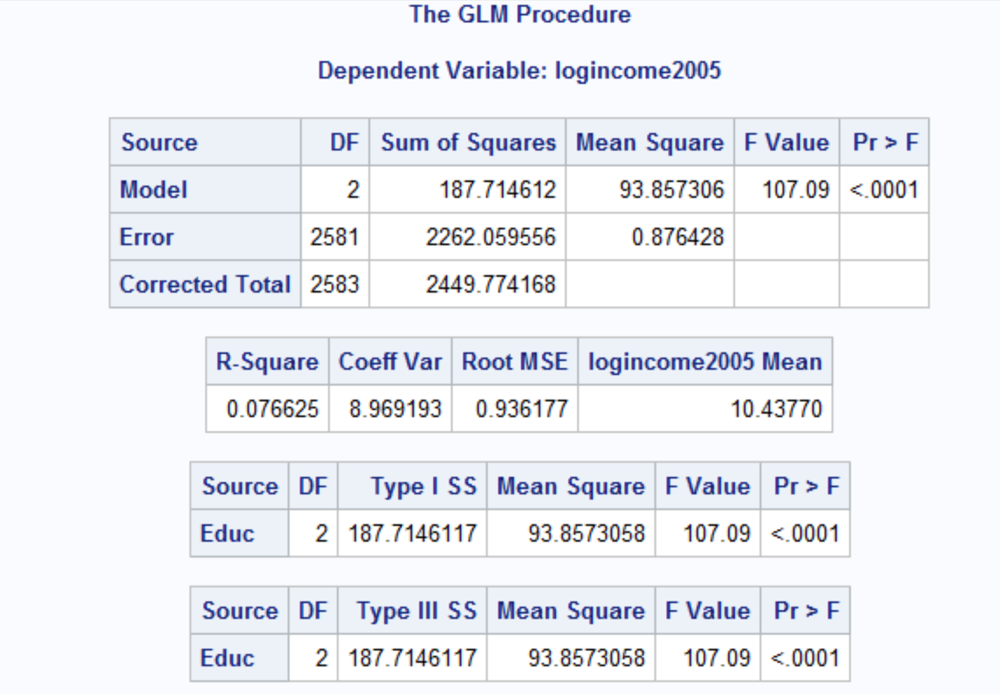 The GLM Procedure
Dependent Variable: logincome2005
Source DF Sum of Squares Mean Square F Value Pr > F
Model 2 187.714612 93.857306 107.09 <.0001
Error 2581 2262.059556 0.876428
Corrected Total 2583 2449.774168
R-Square Coeff Var Root MSE logincome2005 Mean
0.076625 8.969193 0.936177 10.43770
Source DF Type I SS Mean Square F Value Pr > F
Educ 2 187.7146117 93.8573058 107.09 <.0001
Source DF Type III SS Mean Square F Value Pr > F
Educ 2 187.7146117 93.8573058 107.09 <.0001